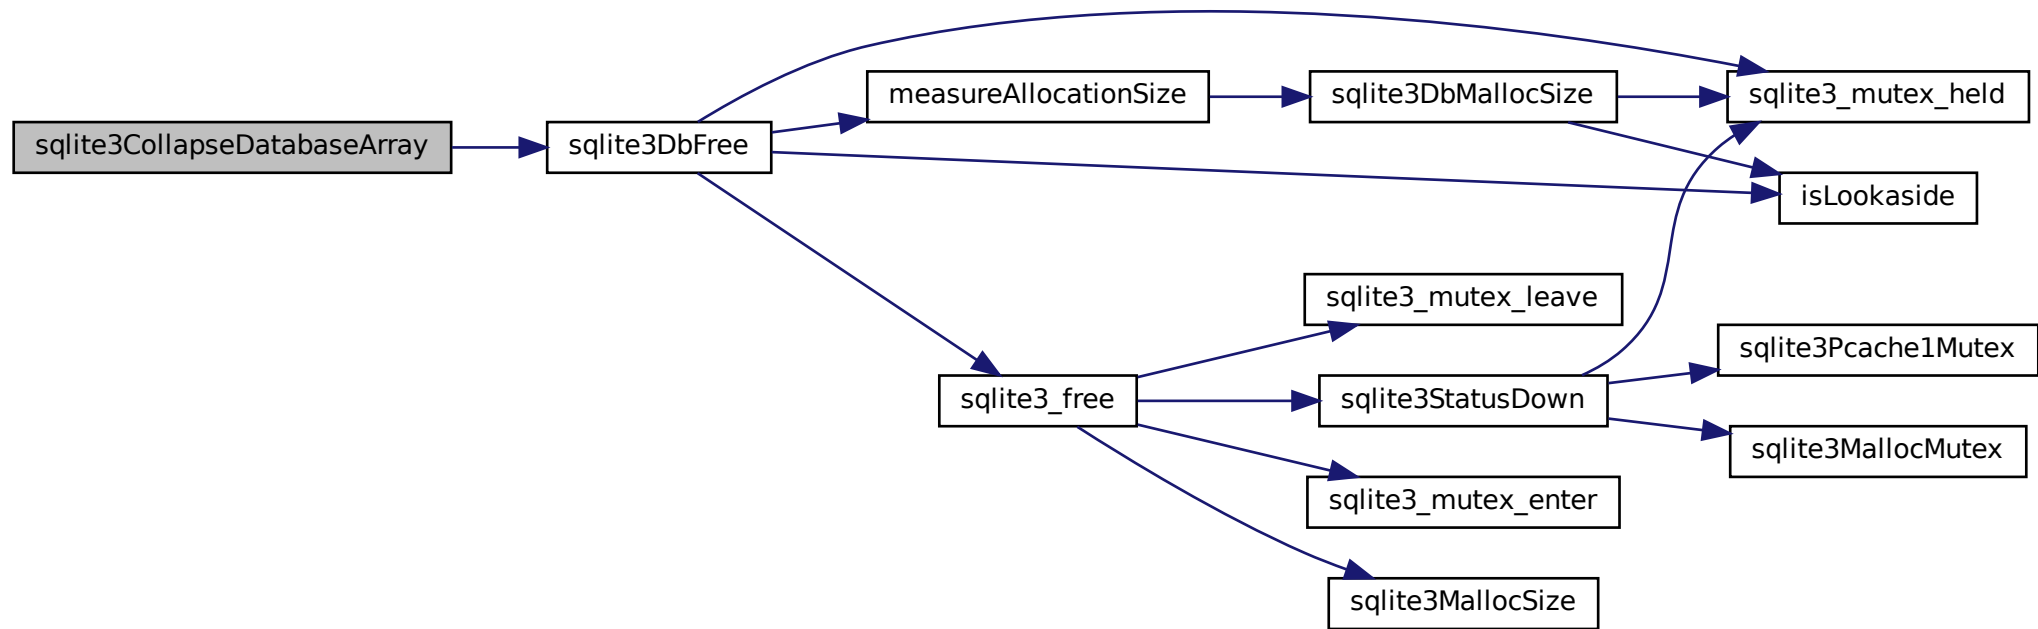 sqlite3CollapseDatabaseArray
sqlite3DbFree
measureAllocationSize
sqlite3DbMallocSize
sqlite3_mutex_held
isLookaside
sqlite3_free
sqlite3_mutex_leave
sqlite3StatusDown
sqlite3Pcache1Mutex
sqlite3MallocMutex
sqlite3_mutex_enter
sqlite3MallocSize